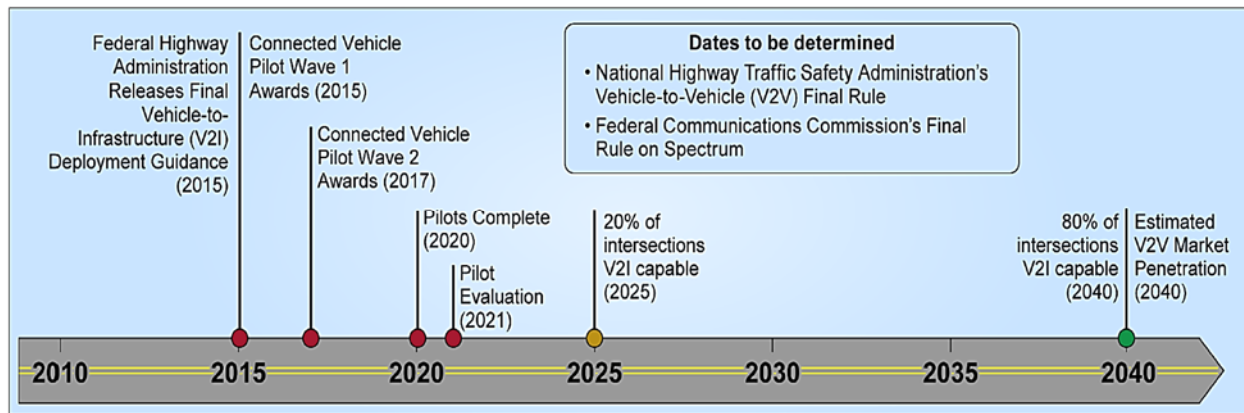 Federal Highway
Administration
Releases Final
Vehicle-to-
Infrastructure (V2I)
Deployment Guidance
(2015)
Connected Vehicle
Pilot Wave 1
Awards (2015)
Connected Vehicle
Pilot Wave 2
Awards (2017)
Pilots Complete
(2020)
Pilot
Evaluation
(2021)
Dates to be determined
• National Highway Traffic Safety Administration's
Vehicle-to-Vehicle (V2V) Final Rule
• Federal Communications Commission's Final
Rule on Spectrum
20% of
intersections
V2I capable
(2025)
80% of
intersections
V2I capable
(2040)
Estimated
V2V Market
Penetration
(2040)
2010 2015 2020 2025 2030 2035 2040